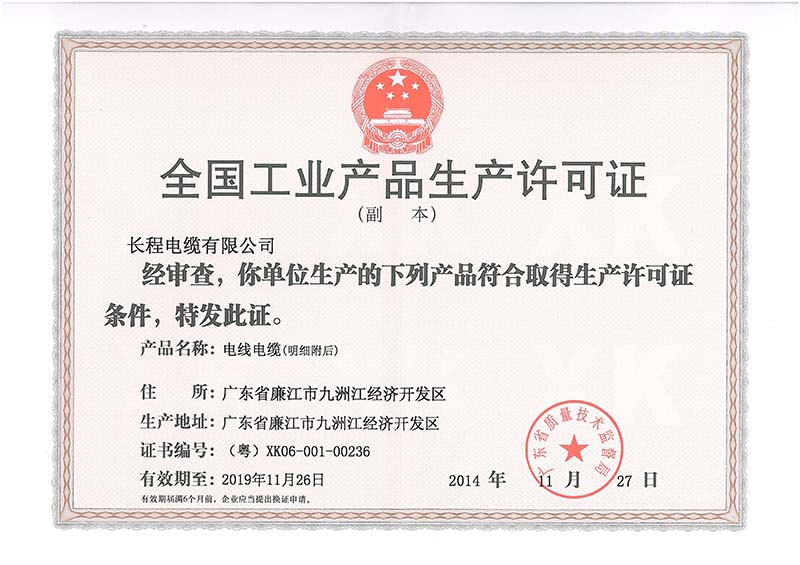 全国工业产品生产许可证
(副 本)
长程电缆有限公司
经审查，你单位生产的下列产品符合取得生产许可证
条件，特发此证。
产品名称：电线电缆(明细附后)
住 所：广东省廉江市九洲江经济开发区
生产地址：广东省廉江市九洲江经济开发区
证书编号：（粤）XK06-001-00236
有效期至：2019年11月26日
2014 年 11 月 27 日
有效期届满6个月前，企业应当提出换证申请。
广东省质量技术监督局